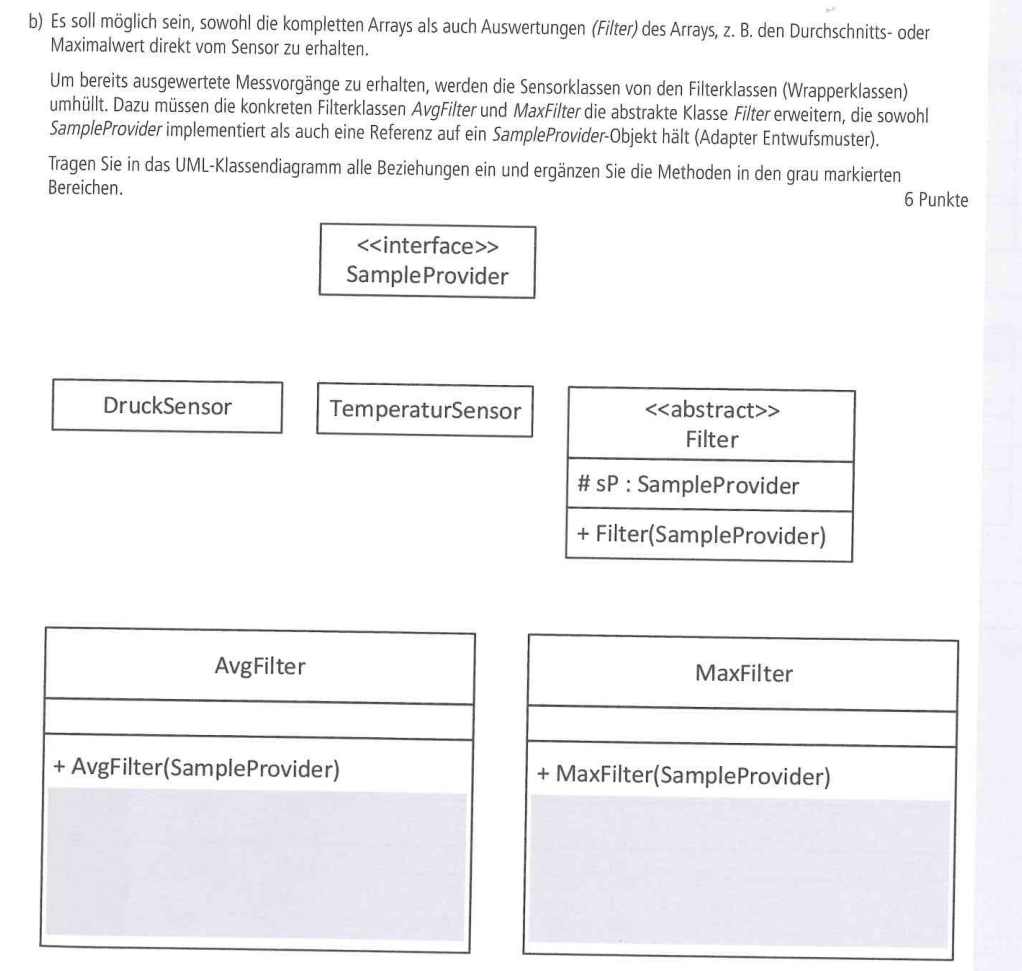 b) Es soll möglich sein, sowohl die kompletten Arrays als auch Auswertungen (Filter) des Arrays, z. B. den Durchschnitts- oder
Maximalwert direkt vom Sensor zu erhalten.
Um bereits ausgewertete Messvorgänge zu erhalten, werden die Sensorklassen von den Filterklassen (Wrapperklassen)
umhüllt. Dazu müssen die konkreten Filterklassen AvgFilter und MaxFilter die abstrakte Klasse Filter erweitern, die sowohl
SampleProvider implementiert als auch eine Referenz auf ein SampleProvider-Objekt hält (Adapter Entwufsmuster).
Tragen Sie in das UML-Klassendiagramm alle Beziehungen ein und ergänzen Sie die Methoden in den grau markierten
Bereichen.
6 Punkte
<<interface>>
SampleProvider
DruckSensor
TemperaturSensor
<<abstract>>
Filter
# sP : SampleProvider
+ Filter(SampleProvider)
AvgFilter
+ AvgFilter(SampleProvider)
MaxFilter
+ MaxFilter(SampleProvider)